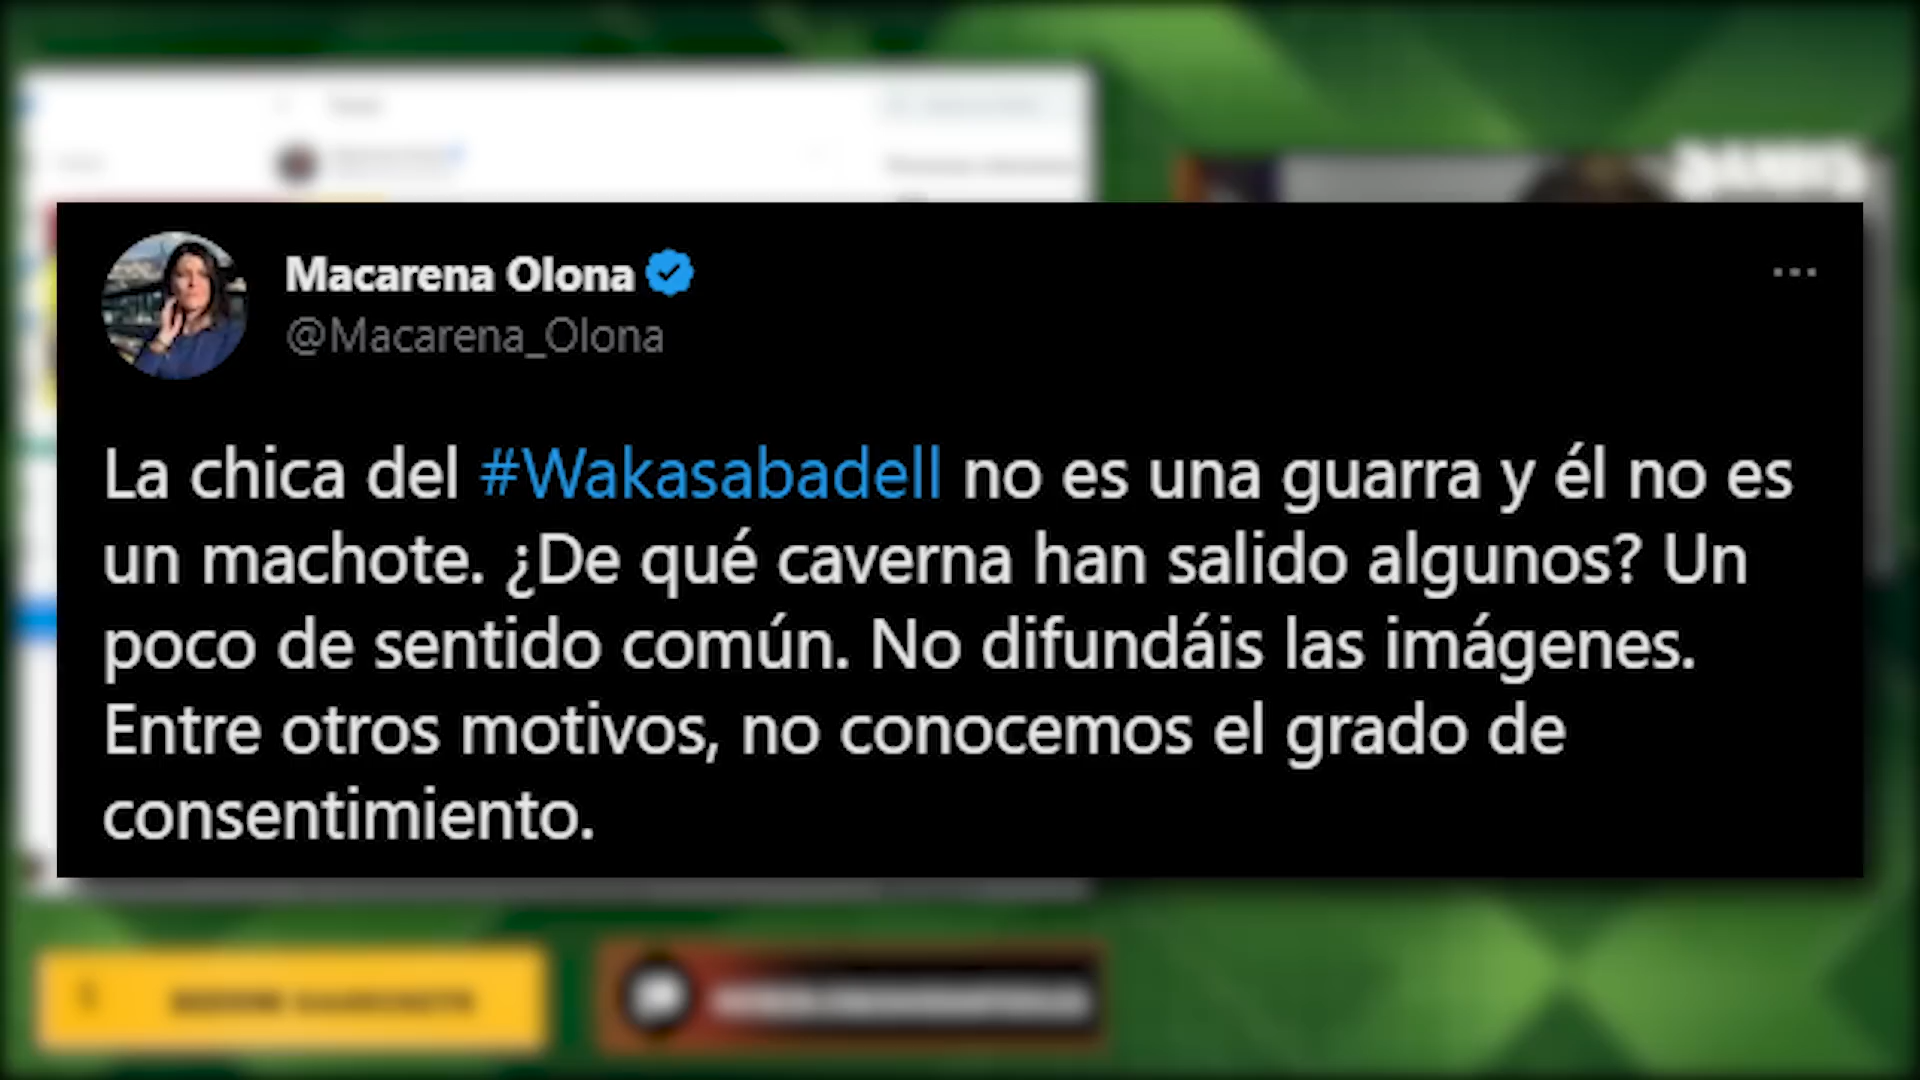 Macarena Olona
@Macarena_Olona
La chica del #Wakasabadell no es una guarra y él no es
un machote. ¿De qué caverna han salido algunos? Un
poco de sentido común. No difundáis las imágenes.
Entre otros motivos, no conocemos el grado de
consentimiento.